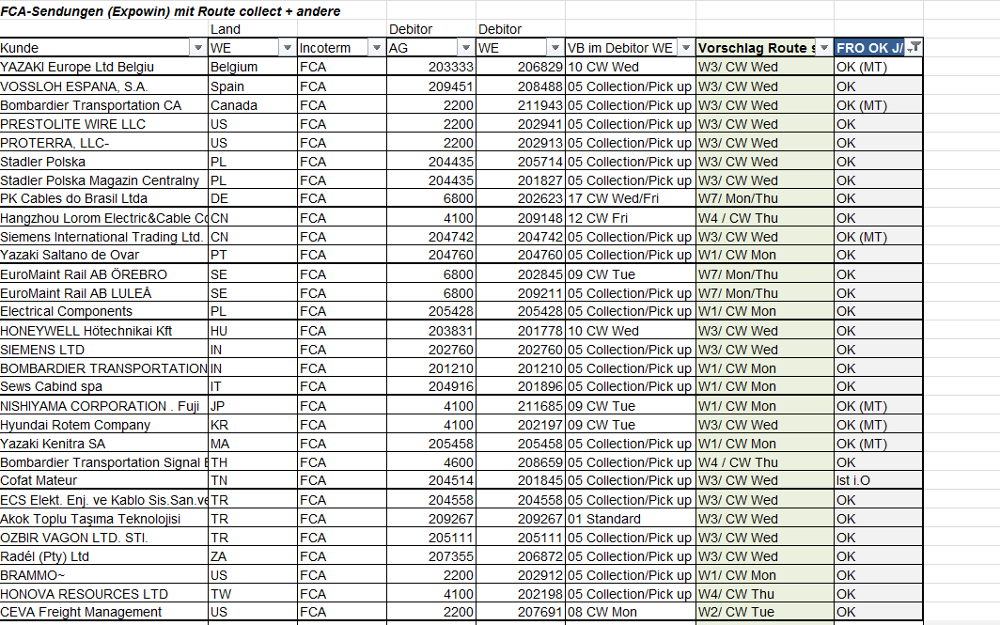 FCA-Sendungen (Expowin) mit Route collect + andere
Land Debitor Debitor
Kunde WE Incoterm AG WE VB im Debitor WE Vorschlag Route s FRO OK J/
YAZAKI Europe Ltd Belgiu Belgium FCA 203333 206829 10 CW Wed W3/ CW Wed OK (MT)
VOSSLOH ESPANA, S.A. Spain FCA 209451 208488 05 Collection/Pick up W3/ CW Wed OK
Bombardier Transportation CA Canada FCA 2200 211943 05 Collection/Pick up W3/ CW Wed OK (MT)
PRESTOLITE WIRE LLC US FCA 2200 202941 05 Collection/Pick up W3/ CW Wed OK
PROTERRA, LLC- US FCA 2200 202913 05 Collection/Pick up W3/ CW Wed OK
Stadler Polska PL FCA 204435 205714 05 Collection/Pick up W3/ CW Wed OK
Stadler Polska Magazin Centralny PL FCA 204435 201827 05 Collection/Pick up W3/ CW Wed OK
PK Cables do Brasil Ltda DE FCA 6800 202623 17 CW Wed/Fri W7/ Mon/Thu OK
Hangzhou Lorom Electric&Cable Co CN FCA 4100 209148 12 CW Fri W4 / CW Thu OK
Siemens International Trading Ltd. CN FCA 204742 204742 05 Collection/Pick up W3/ CW Wed OK (MT)
Yazaki Saltano de Ovar PT FCA 204760 204760 05 Collection/Pick up W1/ CW Mon OK
EuroMaint Rail AB ÖREBRO SE FCA 6800 202845 09 CW Tue W7/ Mon/Thu OK
EuroMaint Rail AB LULEÅ SE FCA 6800 209211 05 Collection/Pick up W7/ Mon/Thu OK
Electrical Components PL FCA 205428 205428 05 Collection/Pick up W1/ CW Mon OK
HONEYWELL Hötechnikai Kft HU FCA 203831 201778 10 CW Wed W3/ CW Wed OK
SIEMENS LTD IN FCA 202760 202760 05 Collection/Pick up W3/ CW Wed OK
BOMBARDIER TRANSPORTATION IN FCA 201210 201210 05 Collection/Pick up W1/ CW Mon OK
Sews Cabind spa IT FCA 204916 201896 05 Collection/Pick up W1/ CW Mon OK
NISHIYAMA CORPORATION . Fuji JP FCA 4100 211685 09 CW Tue W1/ CW Mon OK (MT)
Hyundai Rotem Company KR FCA 4100 202197 09 CW Tue W3/ CW Wed OK (MT)
Yazaki Kenitra SA MA FCA 205458 205458 05 Collection/Pick up W1/ CW Mon OK (MT)
Bombardier Transportation Signal TH FCA 4600 208659 05 Collection/Pick up W4 / CW Thu OK
Cofat Mateur TN FCA 204514 201845 05 Collection/Pick up W3/ CW Wed Ist i.O
ECS Elekt. Enj. ve Kablo Sis.San.ve TR FCA 204558 204558 05 Collection/Pick up W3/ CW Wed OK
Akok Toplu Taşıma Teknolojisi TR FCA 209267 209267 01 Standard W3/ CW Wed OK
OZBIR VAGON LTD. STI. TR FCA 205111 205111 05 Collection/Pick up W3/ CW Wed OK
Radél (Pty) Ltd ZA FCA 207355 206872 05 Collection/Pick up W3/ CW Wed OK
BRAMMO~ US FCA 2200 202912 05 Collection/Pick up W1/ CW Mon OK
HONOVA RESOURCES LTD TW FCA 4100 202198 05 Collection/Pick up W4/ CW Thu OK
CEVA Freight Management US FCA 2200 207691 08 CW Mon W2/ CW Tue OK